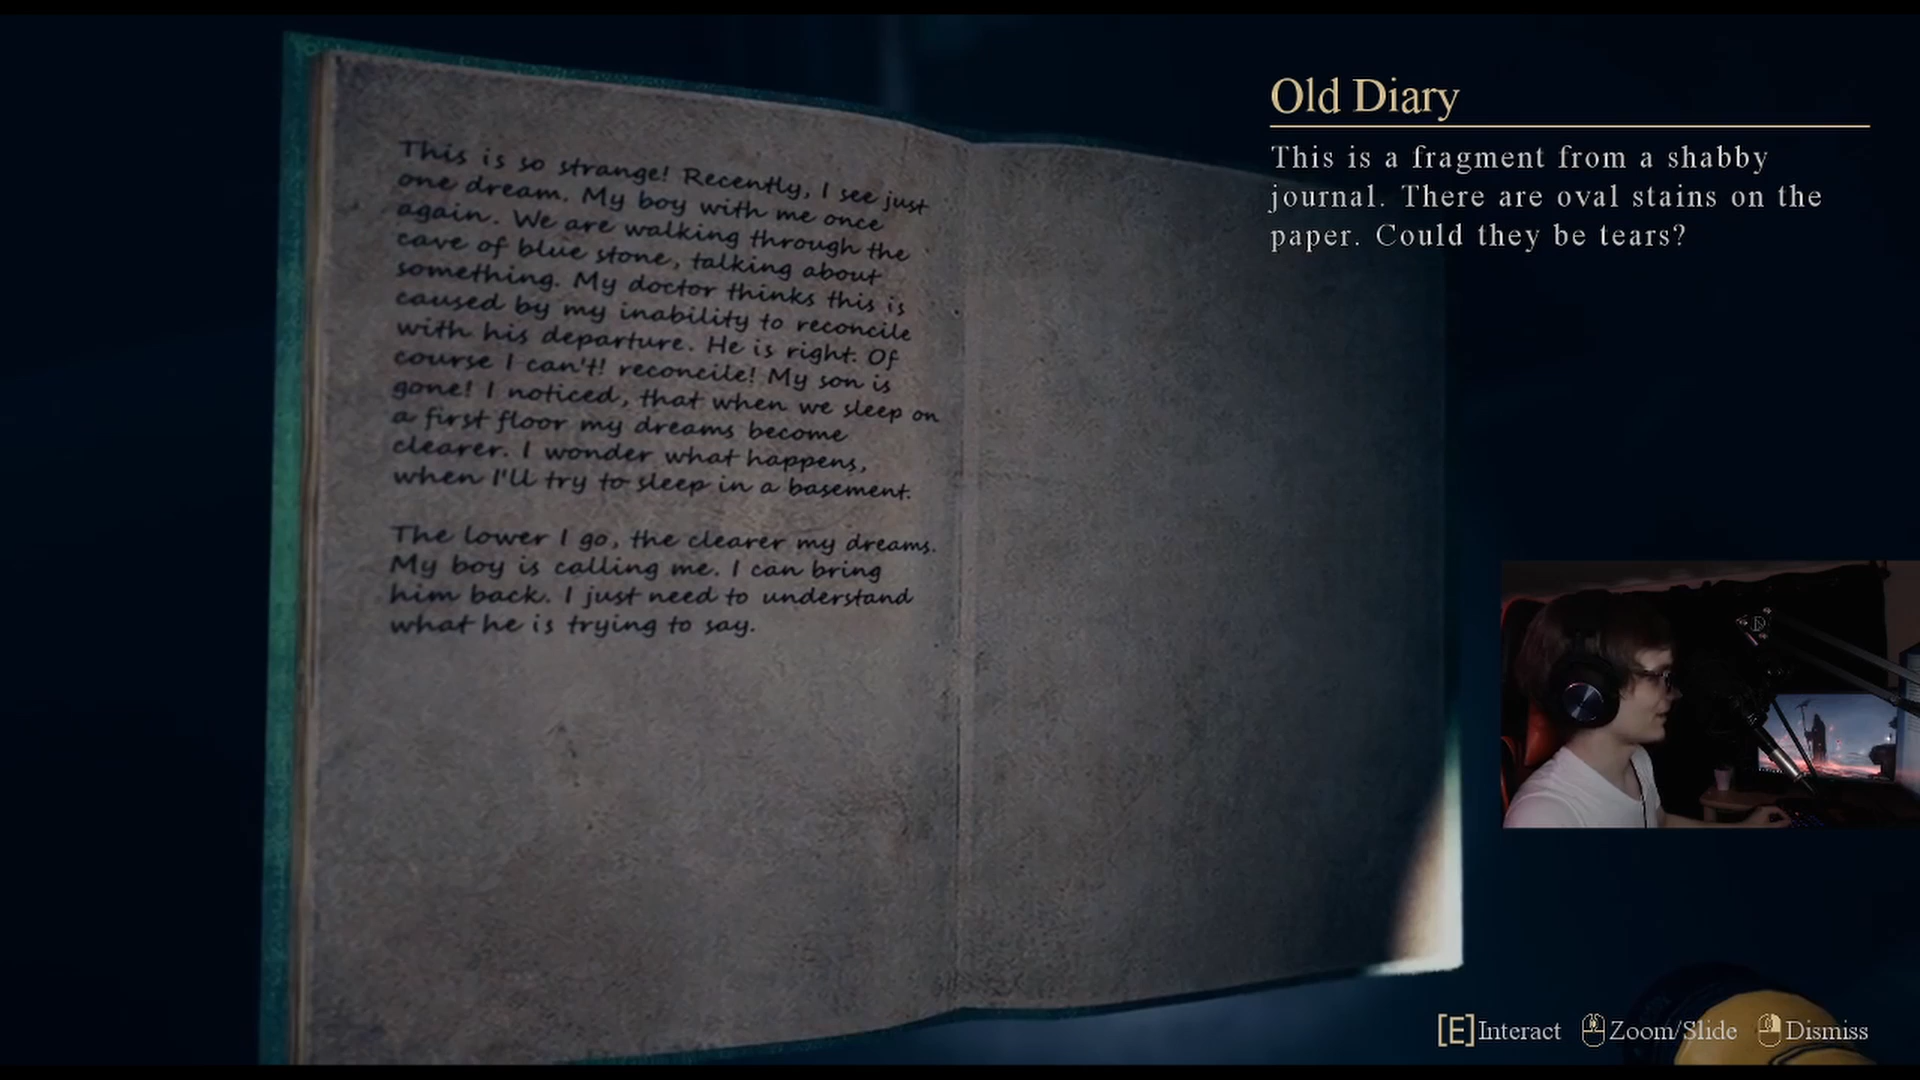 This is so strange! Recently, I see just
one dream. My boy with me once
again. We are walking through the
cave of blue stone, talking about
something. My doctor thinks this is
caused by my inability to reconcile
with his departure. He is right. Of
course I can't! reconcile! My son is
gone! I noticed, that when we sleep on
a first floor my dreams become
clearer. I wonder what happens,
when I'll try to sleep in a basement.
The lower I go, the clearer my dreams.
My boy is calling me. I can bring
him back. I just need to understand
what he is trying to say.
Old Diary
This is a fragment from a shabby
journal. There are oval stains on the
paper. Could they be tears?
[E]Interact Zoom/Slide Dismiss